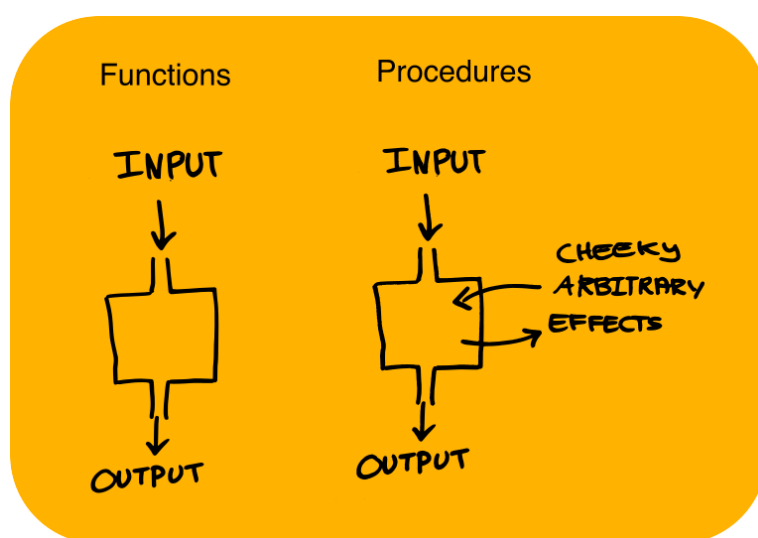 Functions
INPUT
OUTPUT
Procedures
INPUT
CHEEKY
ARBITRARY
EFFECTS
OUTPUT